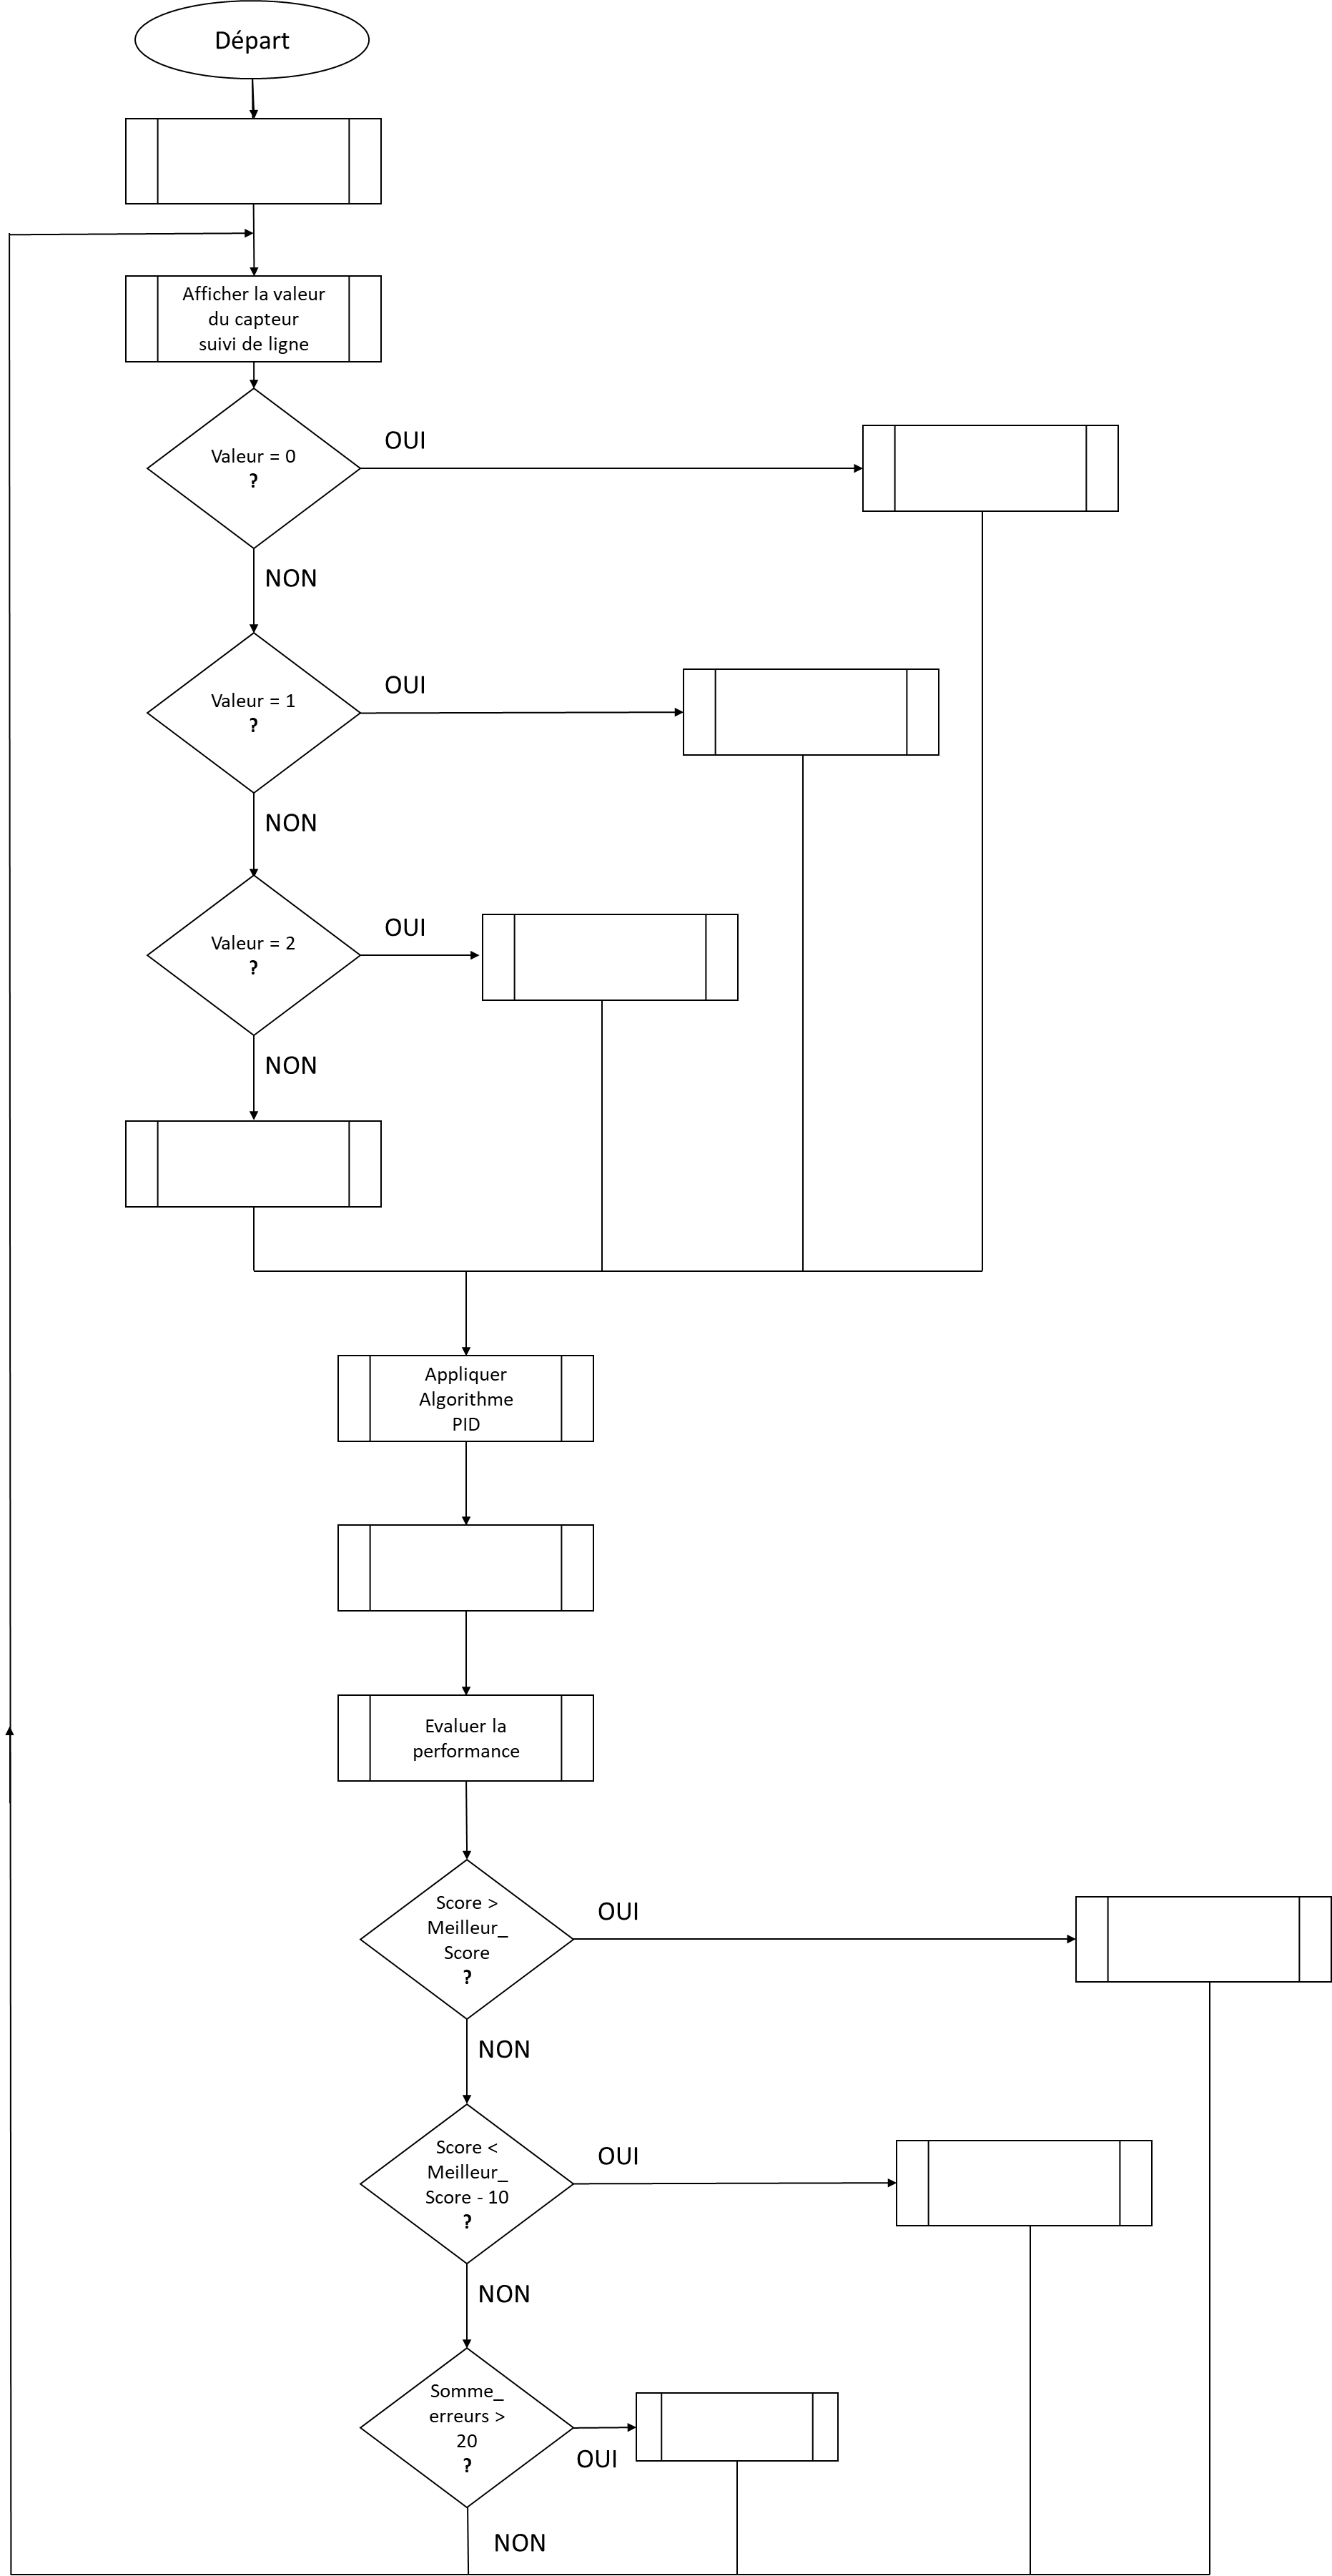 Départ
Afficher la valeur
du capteur
suivi de ligne
Valeur = 0
?
OUI
NON
Valeur = 1
?
OUI
NON
Valeur = 2
?
OUI
NON
Appliquer
Algorithme
PID
Evaluer la
performance
Score >
Meilleur_
Score
?
OUI
NON
Score <
Meilleur_
Score - 10
?
OUI
NON
Somme_
erreurs >
20
?
OUI
NON